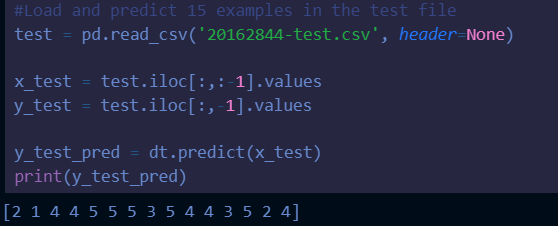 #Load and predict 15 examples in the test file
test = pd.read_csv('20162844-test.csv', header=None)
x_test = test.iloc[:,:-1].values
y_test = test.iloc[:,-1].values
y_test_pred = dt.predict(x_test)
print(y_test_pred)
[2 1 4 4 5 5 5 3 5 4 4 3 5 2 4]